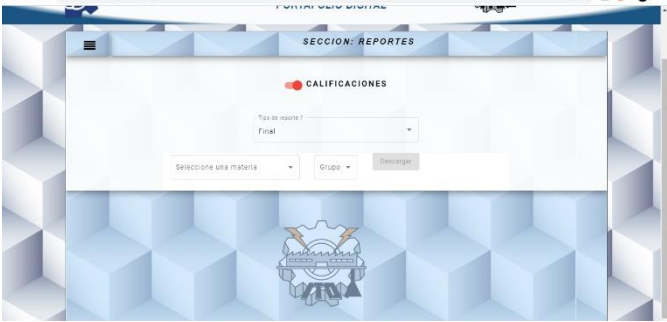 PORTAFOLIO DIGITAL
SECCION: REPORTES
CALIFICACIONES
Tipo de reporte ?
Final
Seleccione una materia
Grupo
Descargar